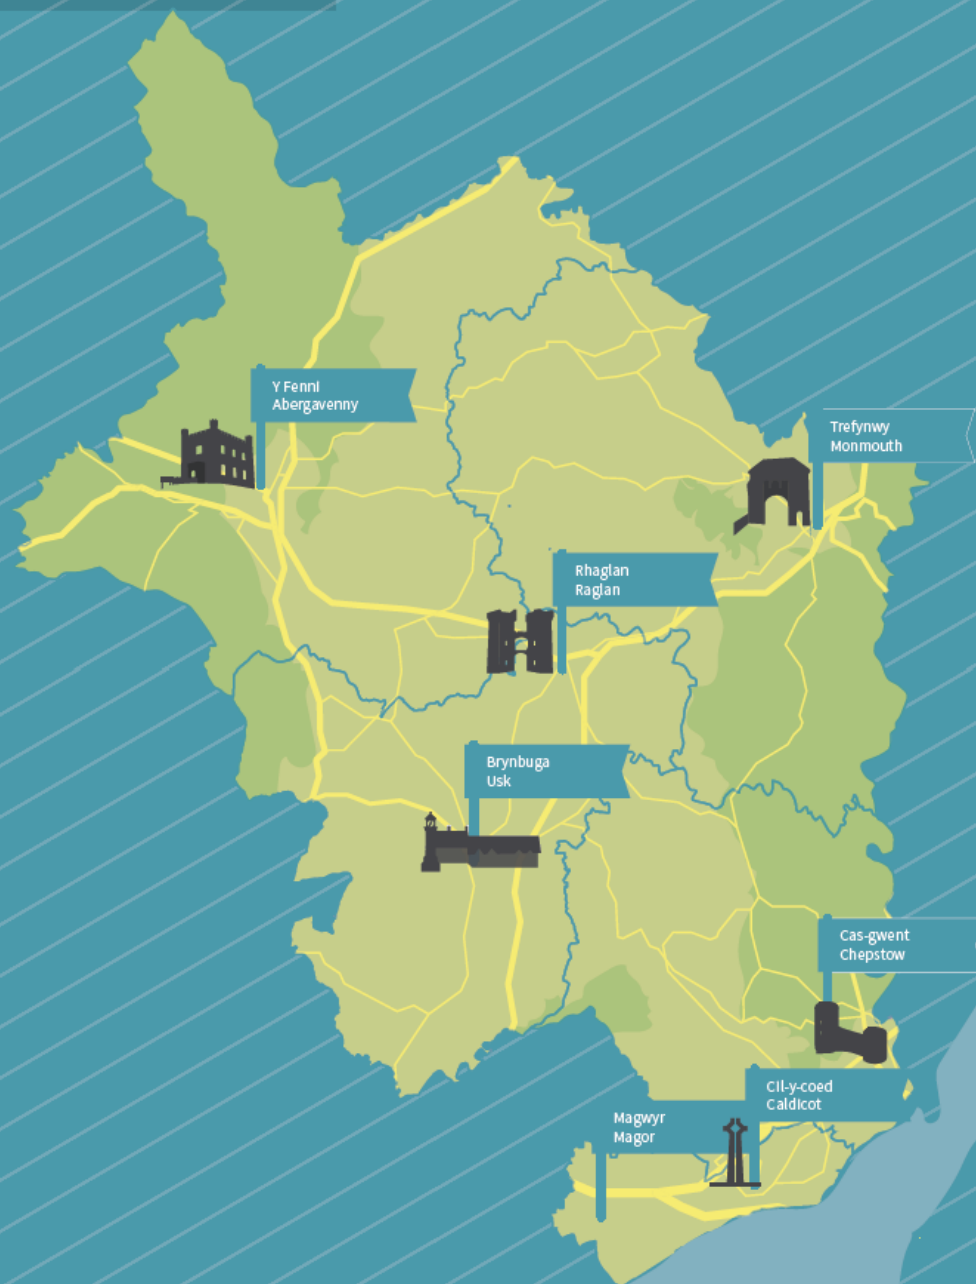 Y Fenni
Abergavenny
Trefynwy
Monmouth
Rhaglan
Raglan
Brynbuga
Usk
Cas-gwent
Chepstow
Cil-y-coed
Caldicot
Magwyr
Magor